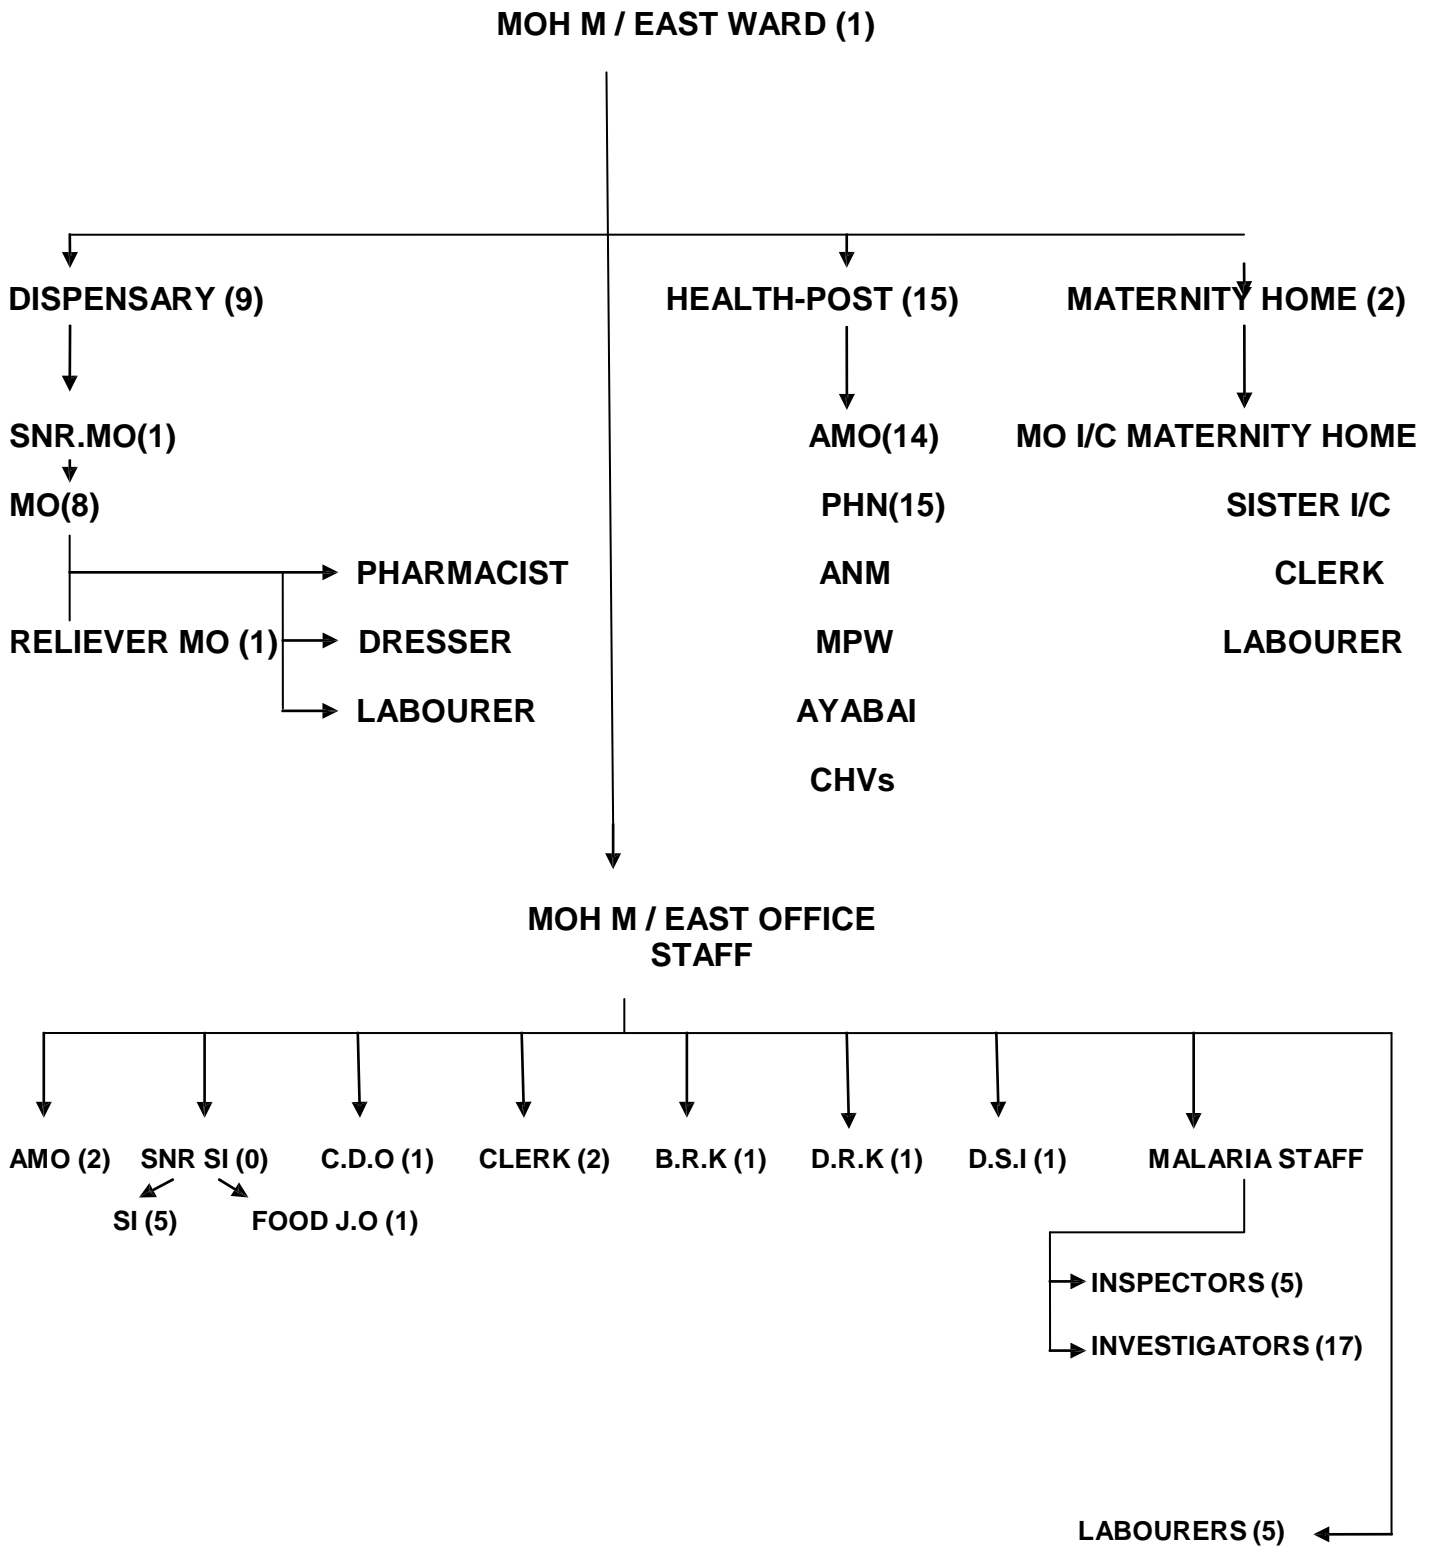 MOH M / EAST WARD (1)
DISPENSARY (9)
HEALTH-POST (15)
MATERNITY HOME (2)
SNR.MO(1)
AMO(14)
MO I/C MATERNITY HOME
MO(8)
PHN(15)
SISTER I/C
PHARMACIST
ANM
CLERK
RELIEVER MO (1)
DRESSER
MPW
LABOURER
LABOURER
AYABAI
CHVs
MOH M / EAST OFFICE
STAFF
AMO (2)
SNR SI (0)
C.D.O (1)
CLERK (2)
B.R.K (1)
D.R.K (1)
D.S.I (1)
MALARIA STAFF
SI (5)
FOOD J.O (1)
INSPECTORS (5)
INVESTIGATORS (17)
LABOURERS (5)